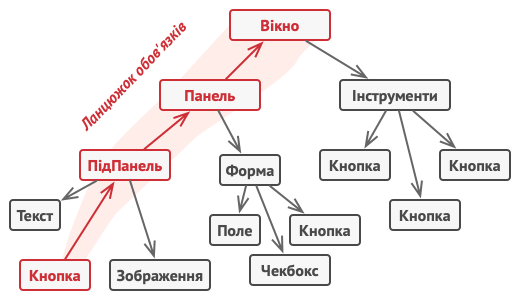 Вікно
Ланцюжок обов'язків
Панель
Інструменти
ПідПанель
Форма
Кнопка
Кнопка
Текст
Поле
Кнопка
Кнопка
Кнопка
Зображення
Чекбокс